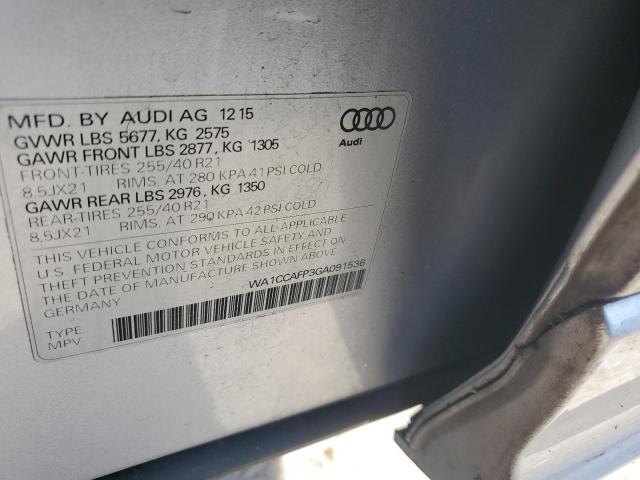 MFD. BY AUDI AG 12 15
GVWR LBS 5677, KG 2575
GAWR FRONT LBS 2877, KG 1305
FRONT-TIRES 255/40 R21
8,5JX21 RIMS, AT 280 KPA 41 PSI COLD
GAWR REAR LBS 2976, KG 1350
REAR-TIRES 255/40 R21
8,5JX21 RIMS, AT 290 KPA 42 PSI COLD
THIS VEHICLE CONFORMS TO ALL APPLICABLE
U.S. FEDERAL MOTOR VEHICLE SAFETY AND
THEFT PREVENTION STANDARDS IN EFFECT ON
THE DATE OF MANUFACTURE SHOWN ABOVE.
GERMANY
WA1CCAFP3GA091536
TYPE
MPV
Audi